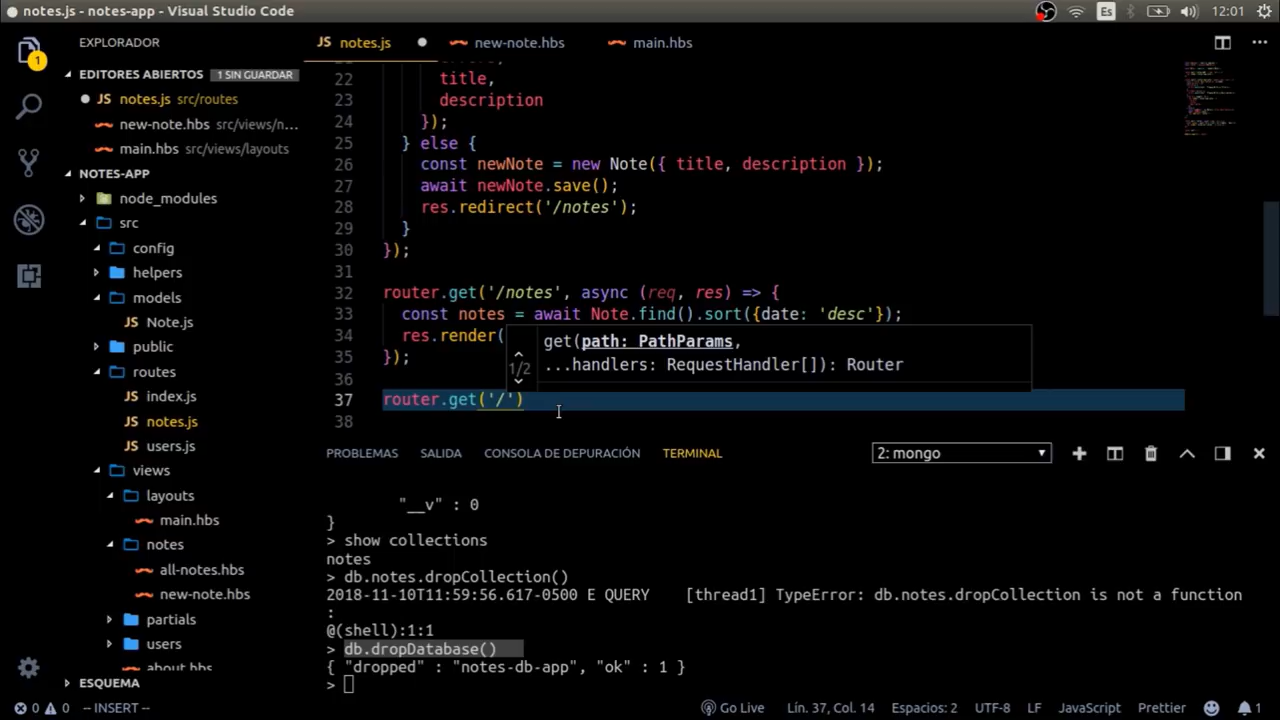 notes.js - notes-app - Visual Studio Code
Es
12:01
EXPLORADOR
JS notes.js
new-note.hbs
main.hbs
EDITORES ABIERTOS 1 SIN GUARDAR
JS notes.js src/routes
new-note.hbs src/views/n...
main.hbs src/views/layouts
NOTES-APP
node_modules
src
config
helpers
models
JS Note.js
public
routes
JS index.js
JS notes.js
JS users.js
views
layouts
main.hbs
notes
all-notes.hbs
new-note.hbs
partials
users
about.hbs
ESQUEMA
22 title,
23 description
24 });
25 } else {
26 const newNote = new Note({ title, description });
27 await newNote.save();
28 res.redirect('/notes');
29 }
30 });
31
32 router.get('/notes', async (req, res) => {
33 const notes = await Note.find().sort({date: 'desc'});
34 res.render(
35 });
36
37 router.get('/')
38
get(path: PathParams,
1/2 ...handlers: RequestHandler[]): Router
PROBLEMAS SALIDA CONSOLA DE DEPURACIÓN TERMINAL 2: mongo
"__v" : 0
}
> show collections
notes
> db.notes.dropCollection()
2018-11-10T11:59:56.617-0500 E QUERY [thread1] TypeError: db.notes.dropCollection is not a function
:
@(shell):1:1
> db.dropDatabase()
{ "dropped" : "notes-db-app", "ok" : 1 }
>
0 0 -- INSERT -- Go Live Lín. 37, Col. 14 Espacios: 2 UTF-8 LF JavaScript Prettier 1